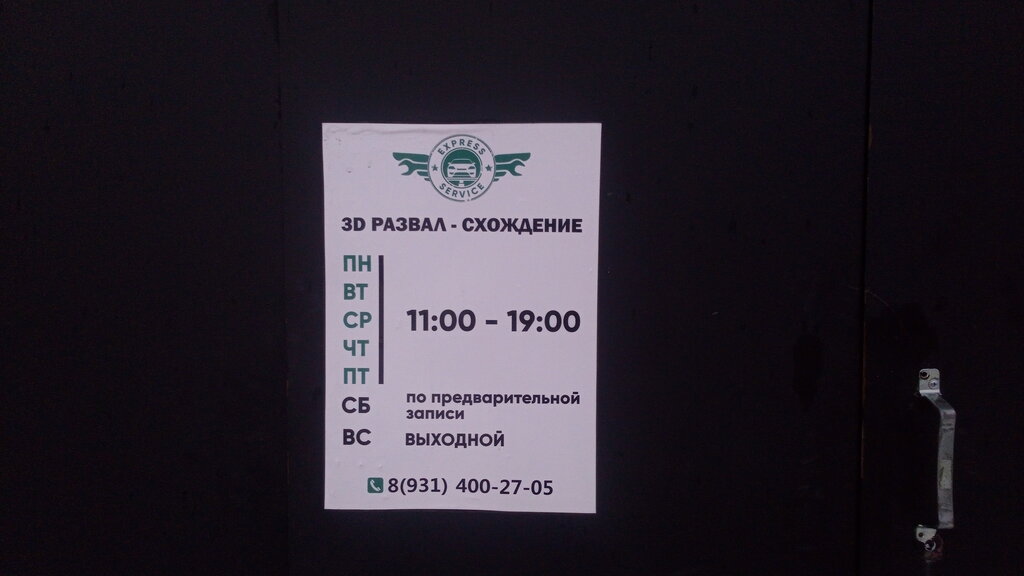 EXPRESS
SERVICE
3D РАЗВАЛ - СХОЖДЕНИЕ
ПН
ВТ
СР 11:00 - 19:00
ЧТ
ПТ
СБ по предварительной
записи
ВС ВЫХОДНОЙ
8(931) 400-27-05